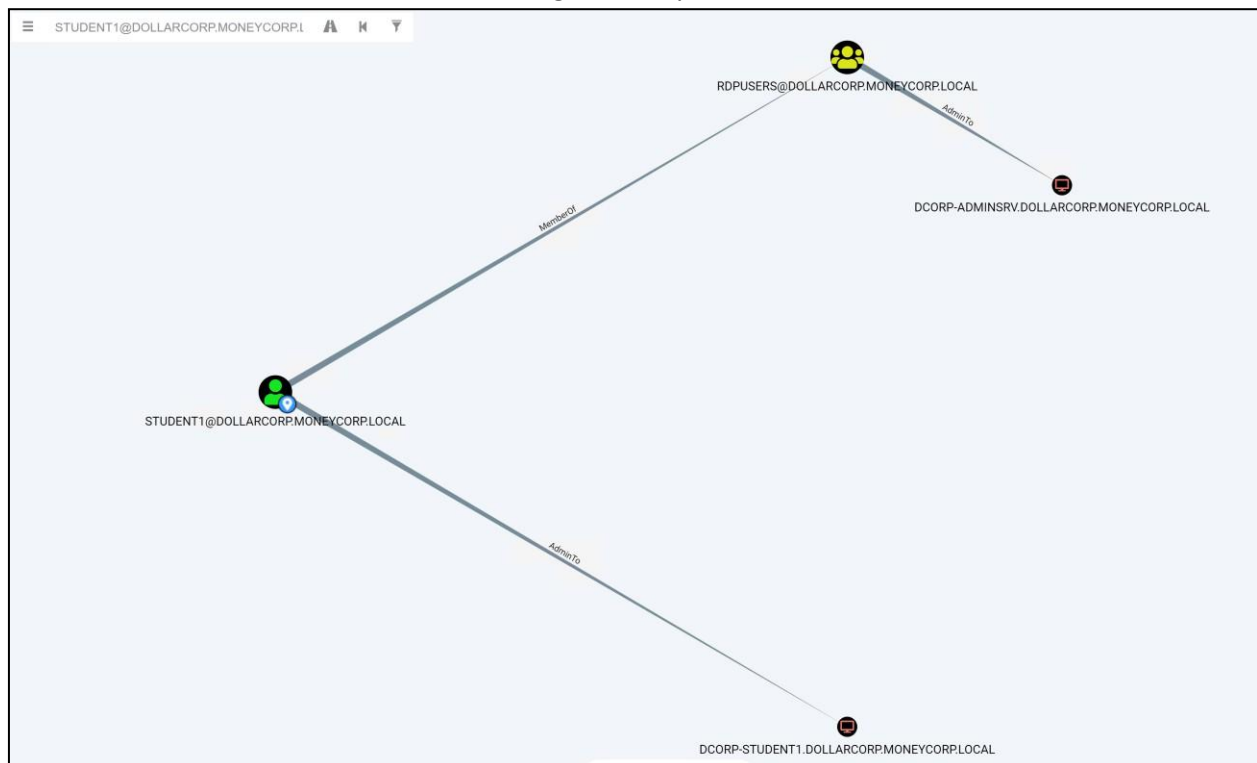 STUDENT1@DOLLARCORP.MONEYCORP.L
RDPUSERS@DOLLARCORP.MONEYCORP.LOCAL
AdminTo
DCORP-ADMINSRV.DOLLARCORP.MONEYCORP.LOCAL
MemberOf
STUDENT1@DOLLARCORP.MONEYCORP.LOCAL
AdminTo
DCORP-STUDENT1.DOLLARCORP.MONEYCORP.LOCAL